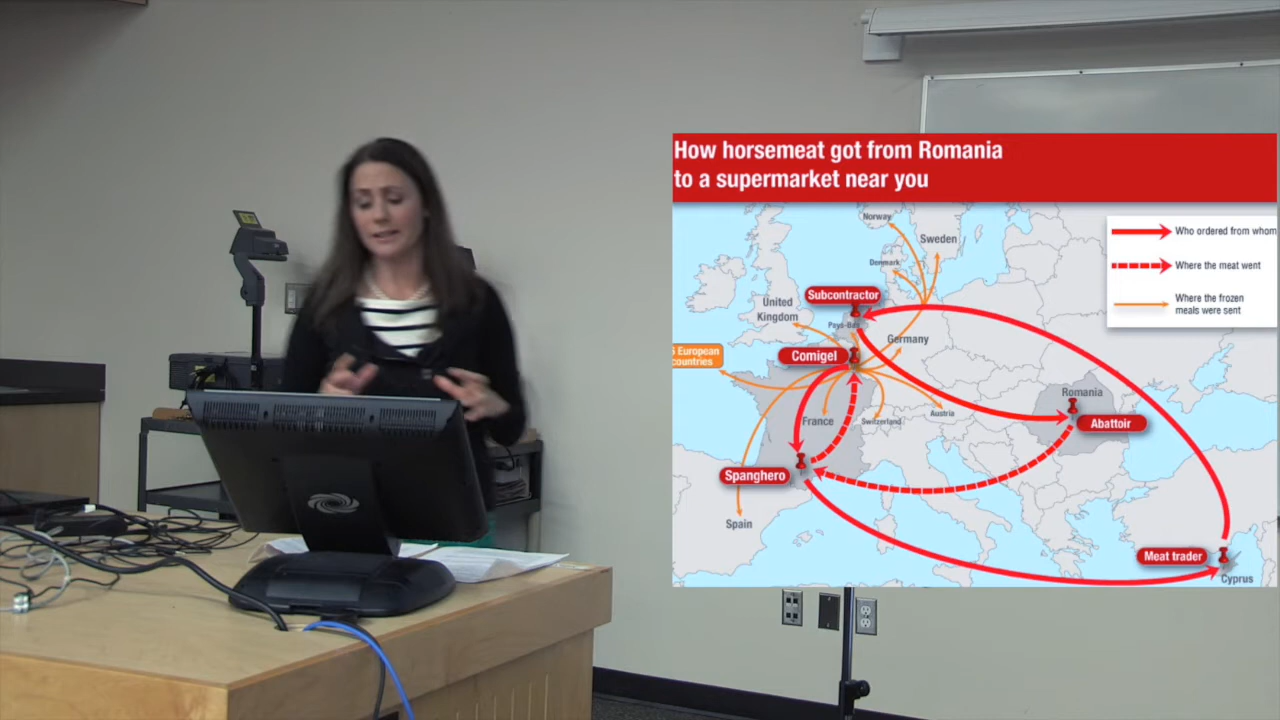 How horsemeat got from Romania
to a supermarket near you
Norway
Sweden
Denmark
Who ordered from whom
Where the meat went
Where the frozen
meals were sent
Subcontractor
United
Kingdom
Pays-Bas
Germany
Comigel
European
countries
Romania
Abattoir
France
Switzerland
Austria
Spanghero
Spain
Meat trader
Cyprus